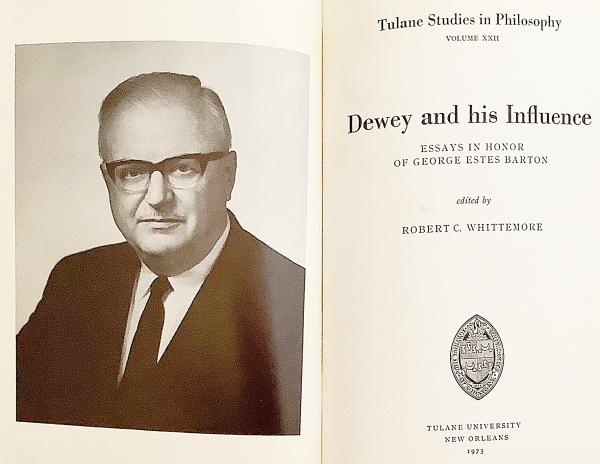 Tulane Studies in Philosophy
VOLUME XXII
Dewey and his Influence
ESSAYS IN HONOR
OF GEORGE ESTES BARTON
edited by
ROBERT C. WHITTEMORE
TULANE UNIVERSITY
NEW ORLEANS
1973